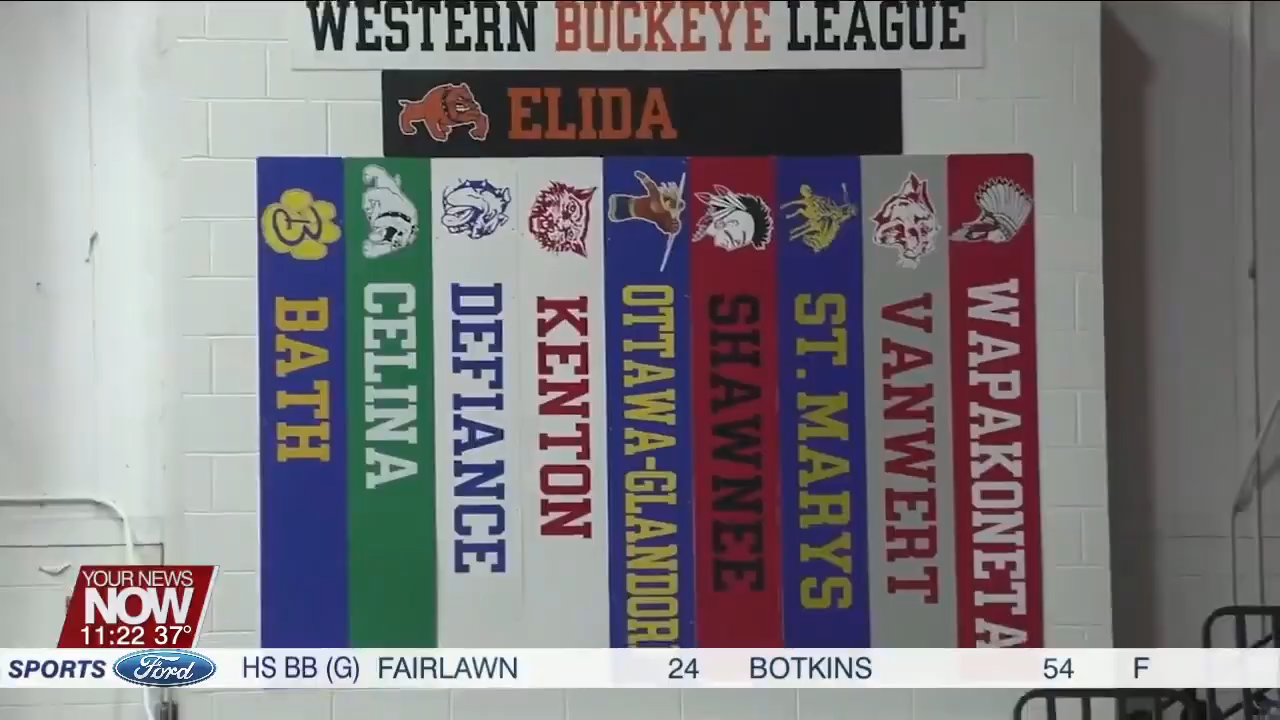 WESTERN BUCKEYE LEAGUE
ELIDA
B
BATH
CELINA
DEFIANCE
KENTON
OTTAWA-GLANDOR
SHAWNEE
ST. MARYS
VANWERT
WAPAKONETA
YOUR NEWS
NOW
11:22 37°
SPORTS Ford HS BB (G) FAIRLAWN 24 BOTKINS 54 F